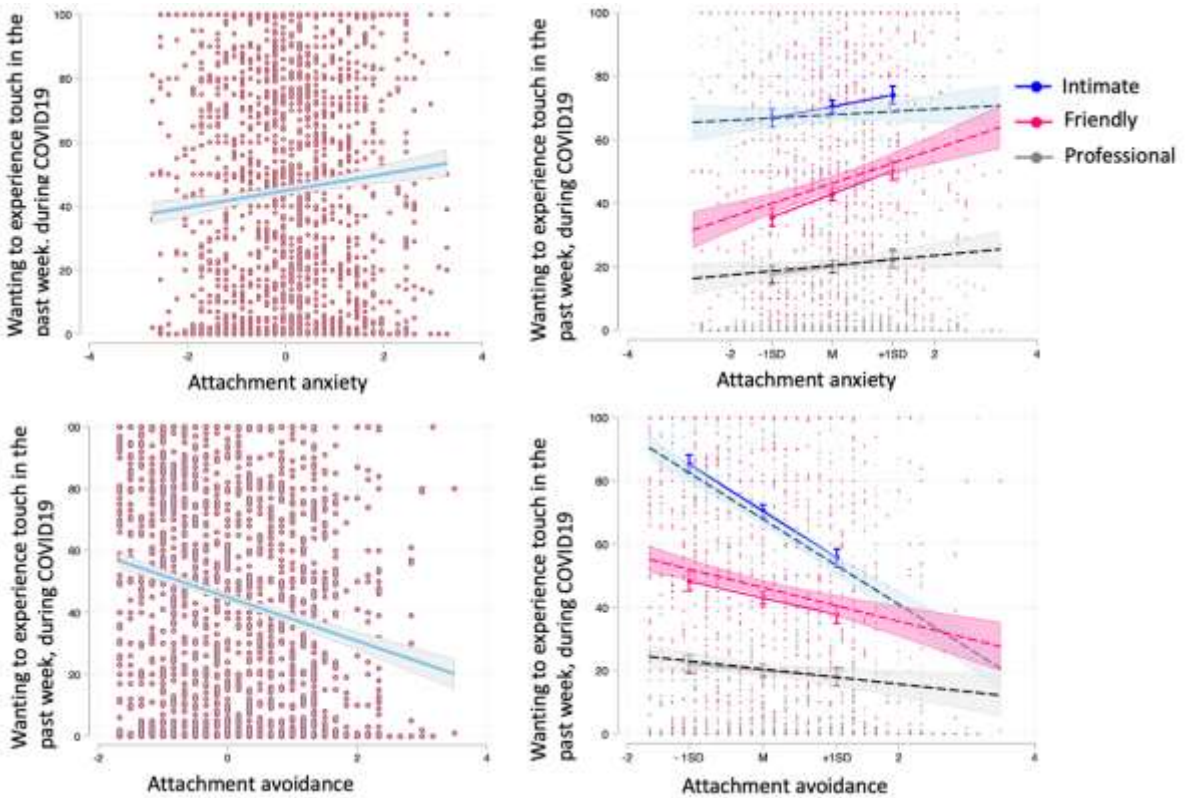 Wanting to experience touch in the
past week. during COVID19
100
80
60
40
20
0
-4
-2
0
2
4
Attachment anxiety
Wanting to experience touch in the
past week, during COVID19
100
80
60
40
20
0
-4
-2
-1SD
M
+1SD
2
4
Attachment anxiety
Intimate
Friendly
Professional
Wanting to experience touch in the
past week, during COVID19
00
80
60
40
20
0
-2
0
2
4
Attachment avoidance
Wanting to experience touch in the
past week, during COVID19
100
80
60
40
20
0
-2
-1SD
M
+1SD
2
4
Attachment avoidance